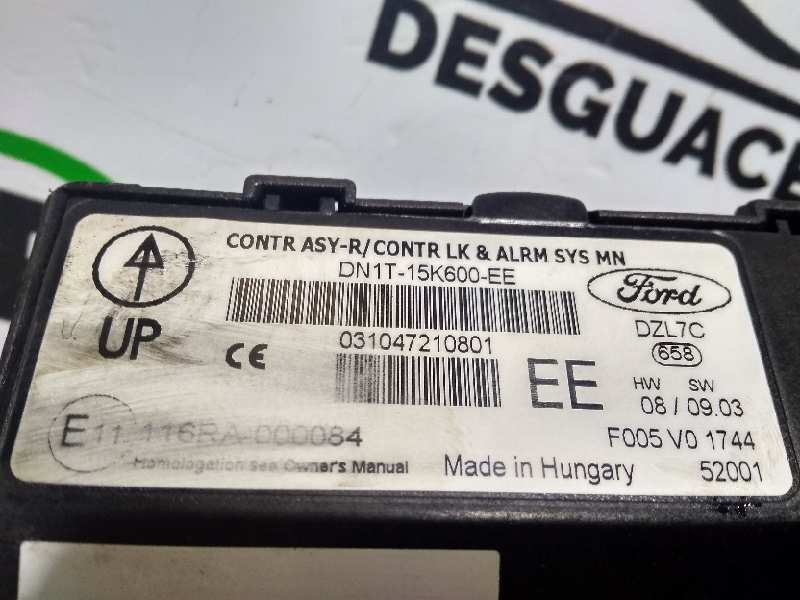 DESGUACE
CONTR ASY-R/CONTR LK & ALRM SYS MN
DN1T-15K600-EE
Ford
UP
CE
031047210801
EE
DZL7C
658
HW SW
08 / 09.03
E11 116RA-000084
F005 V0 1744
Homologation see Owner's Manual
Made in Hungary
52001